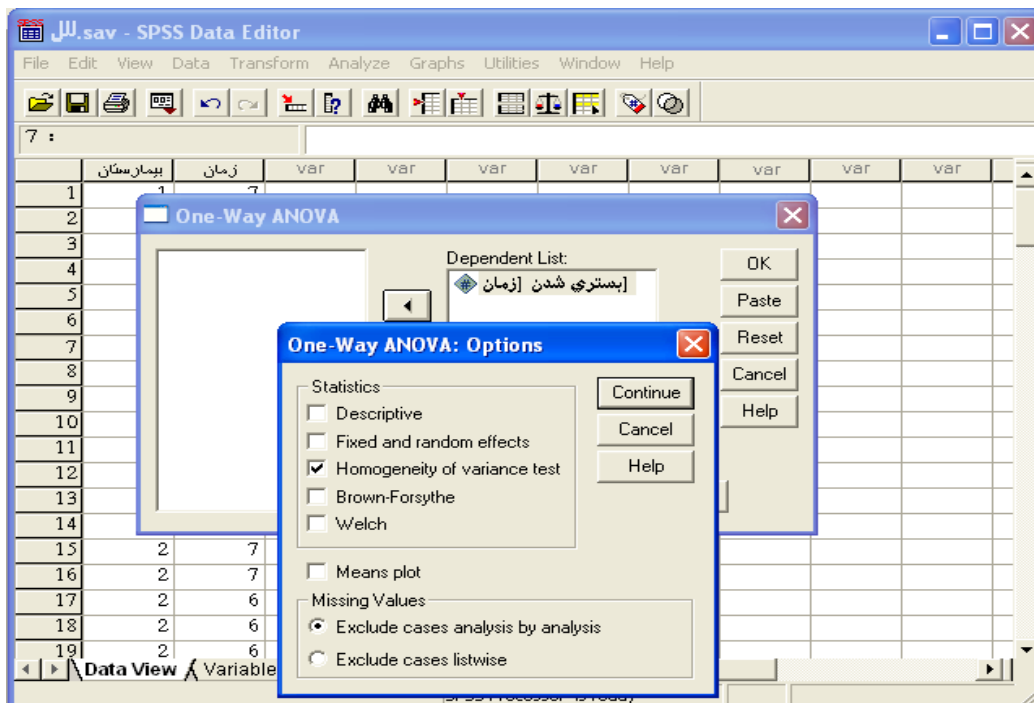 لل.sav - SPSS Data Editor
File Edit View Data Transform Analyze Graphs Utilities Window Help
7 :
بيمارستان زمان var var var var var var var var
1 1 7
2
3
4
5
6
7
8
9
10
11
12
13
14
15 2 7
16 2 7
17 2 6
18 2 6
19 2 6
Data View Variable
One-Way ANOVA
Dependent List:
بستري شدن [زمان]
OK
Paste
Reset
Cancel
Help
One-Way ANOVA: Options
Statistics
Descriptive
Fixed and random effects
Homogeneity of variance test
Brown-Forsythe
Welch
Means plot
Missing Values
Exclude cases analysis by analysis
Exclude cases listwise
Continue
Cancel
Help